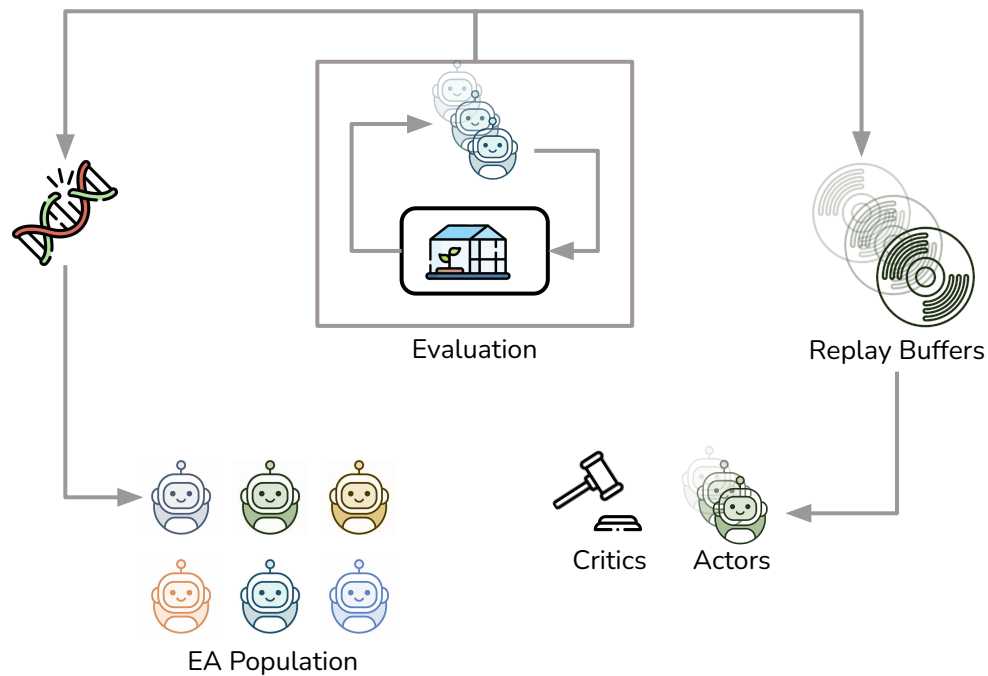 Evaluation
Replay Buffers
Critics
Actors
EA Population